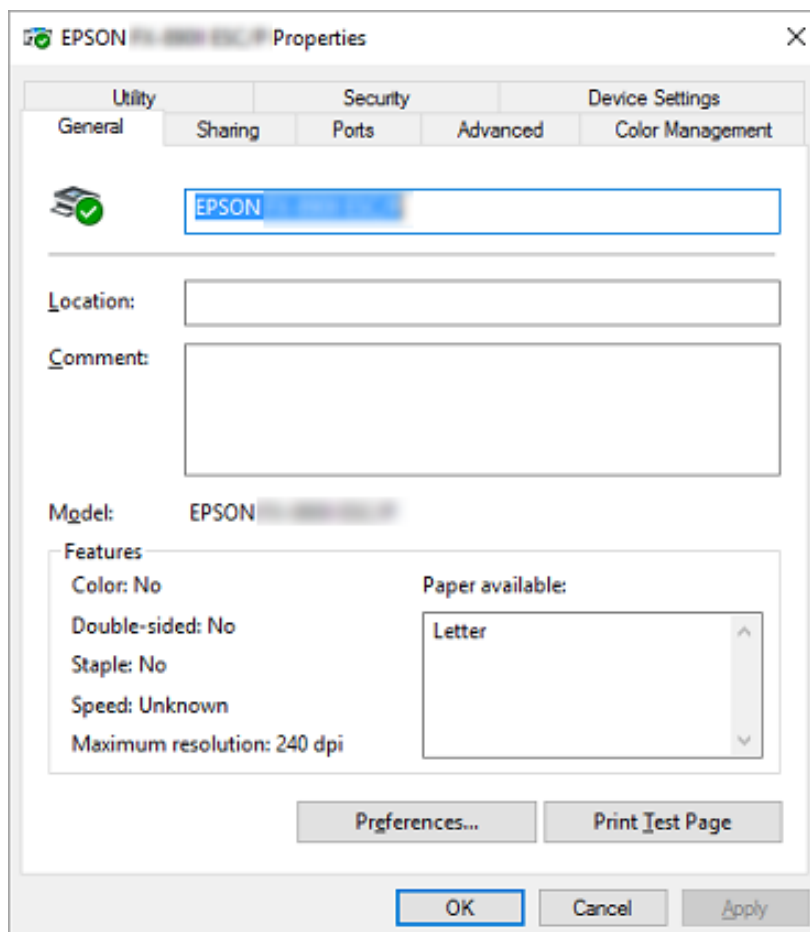 EPSON Properties
Utility Security Device Settings
General Sharing Ports Advanced Color Management
EPSON
Location:
Comment:
Model: EPSON
Features
Color: No
Double-sided: No
Staple: No
Speed: Unknown
Maximum resolution: 240 dpi
Paper available:
Letter
Preferences... Print Test Page
OK Cancel Apply